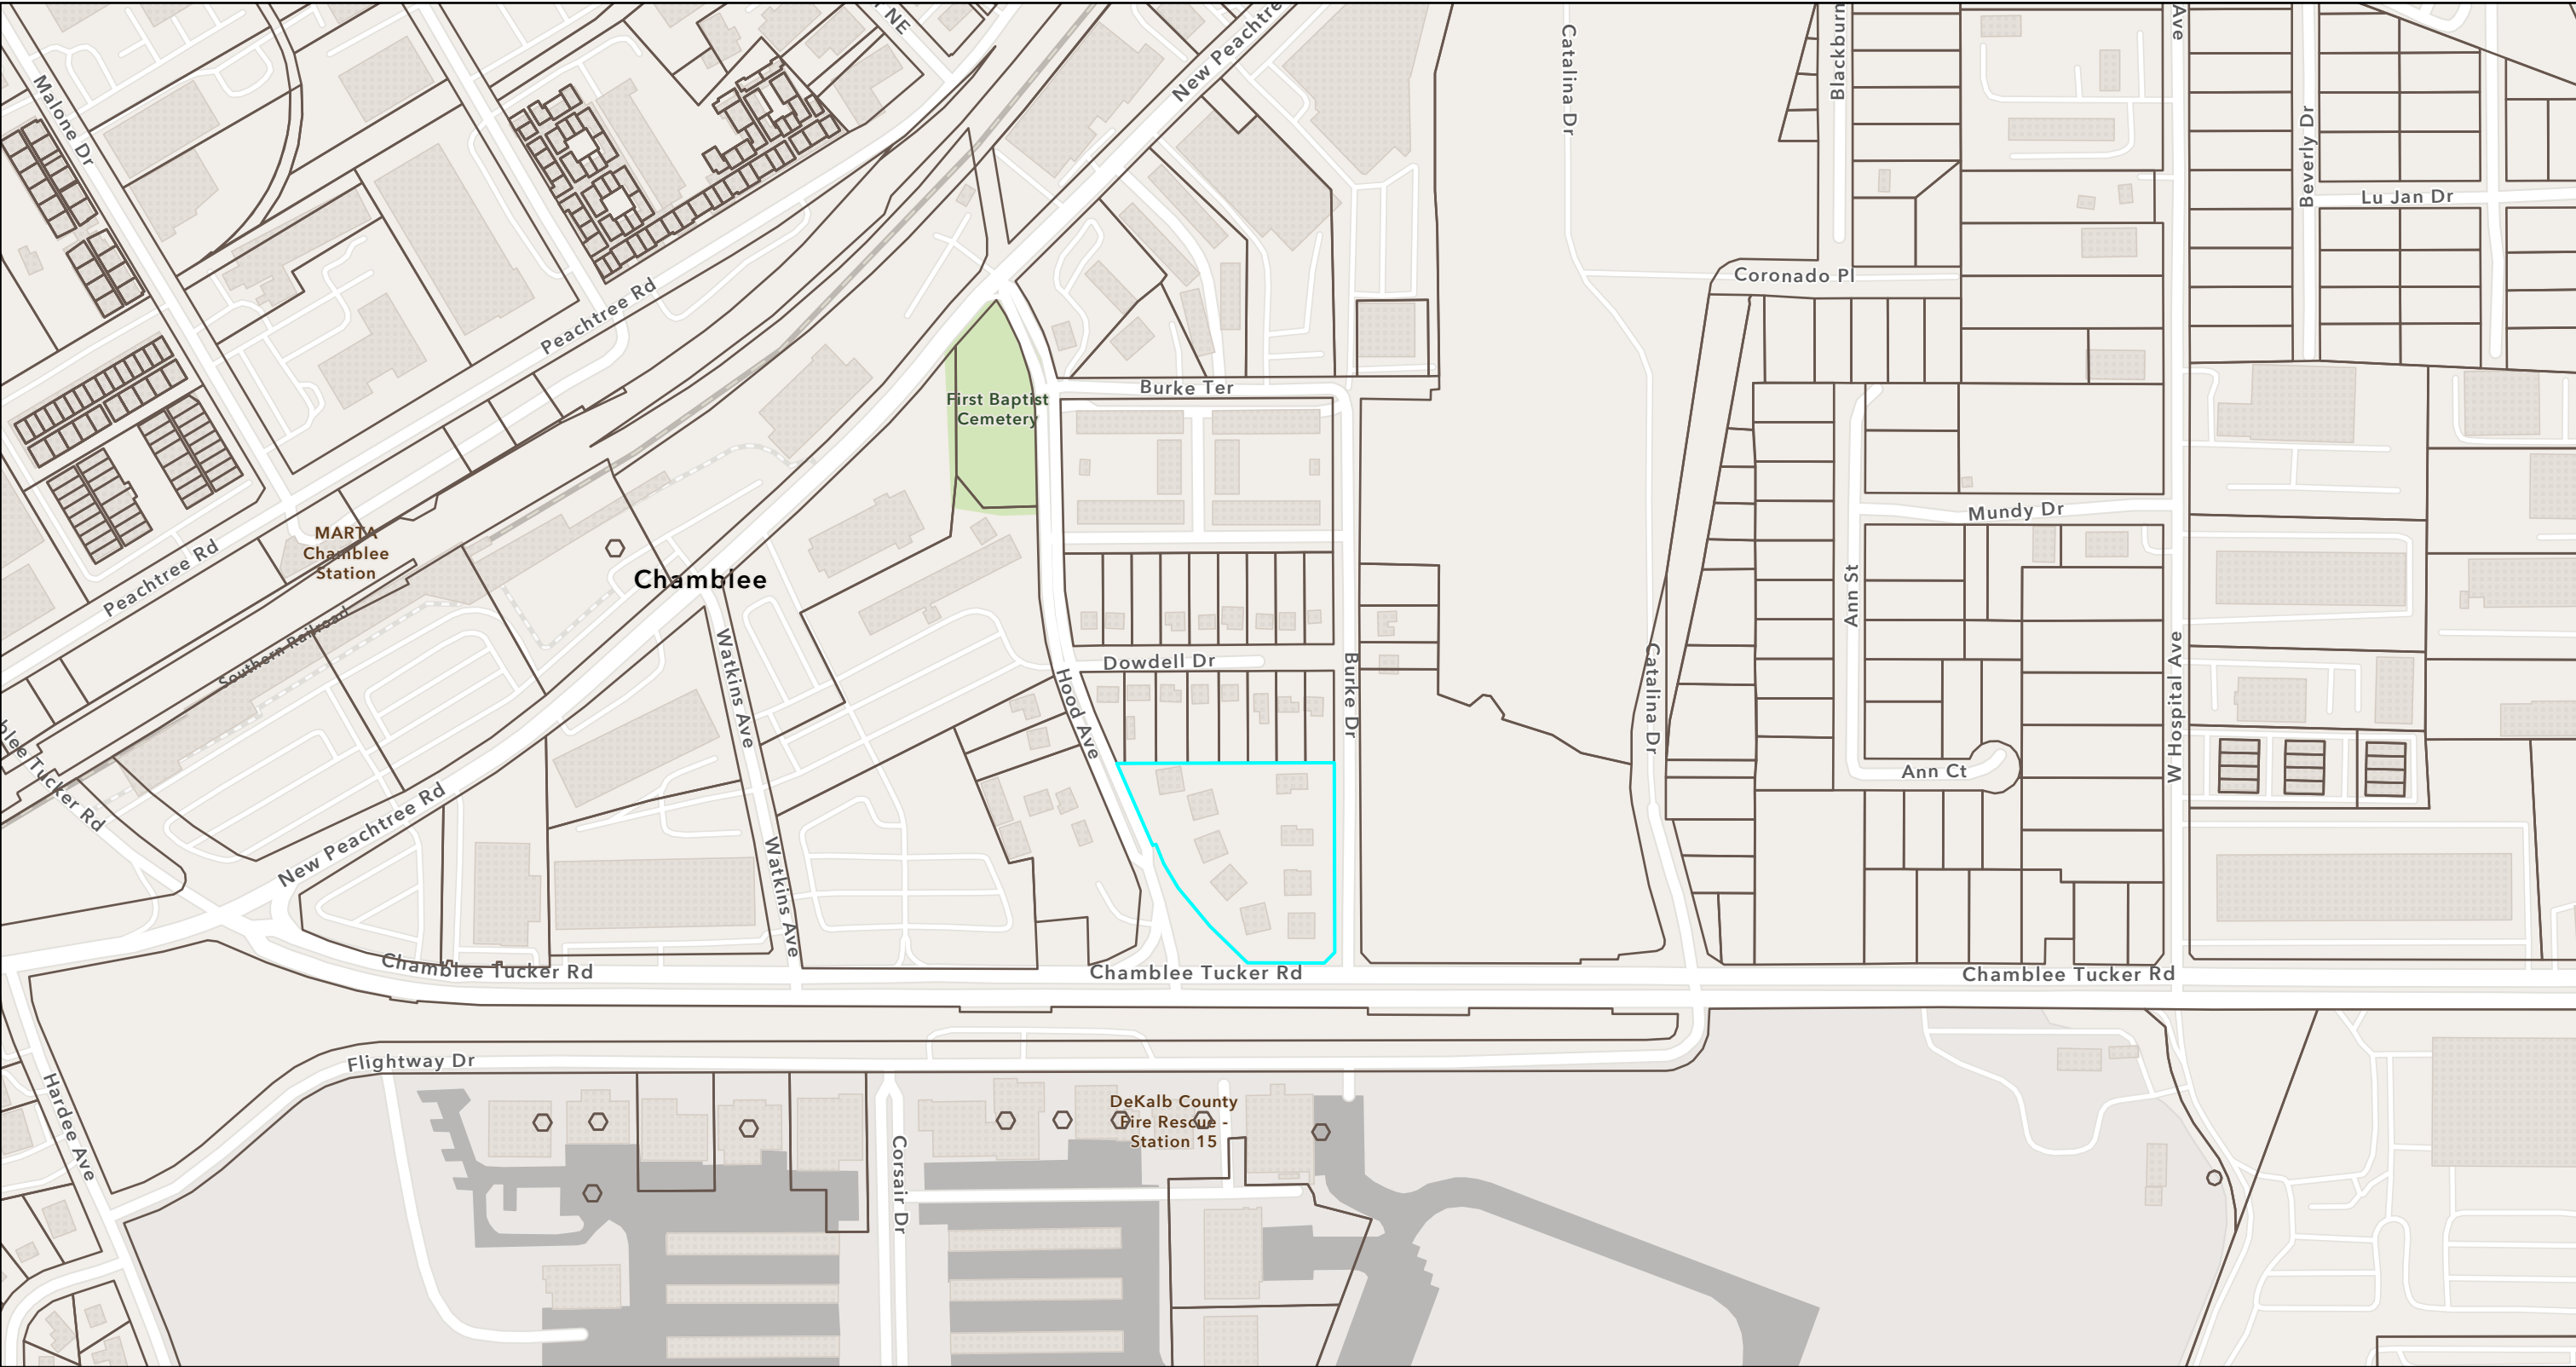 NE
New Peachtre
Catalina Dr
Blackburn
Ave
Malone Dr
Beverly Dr
Lu Jan Dr
Coronado Pl
Peachtree Rd
Burke Ter
First Baptist
Cemetery
MARTA
Chamblee
Station
Mundy Dr
Peachtree Rd
Chamblee
Ann St
Southern Railroad
Watkins Ave
Dowdell Dr
Hood Ave
Burke Dr
Catalina Dr
W Hospital Ave
blee Tucker Rd
Ann Ct
New Peachtree Rd
Watkins Ave
Chamblee Tucker Rd
Chamblee Tucker Rd
Chamblee Tucker Rd
Flightway Dr
Hardee Ave
DeKalb County
Fire Rescue -
Station 15
Corsair Dr